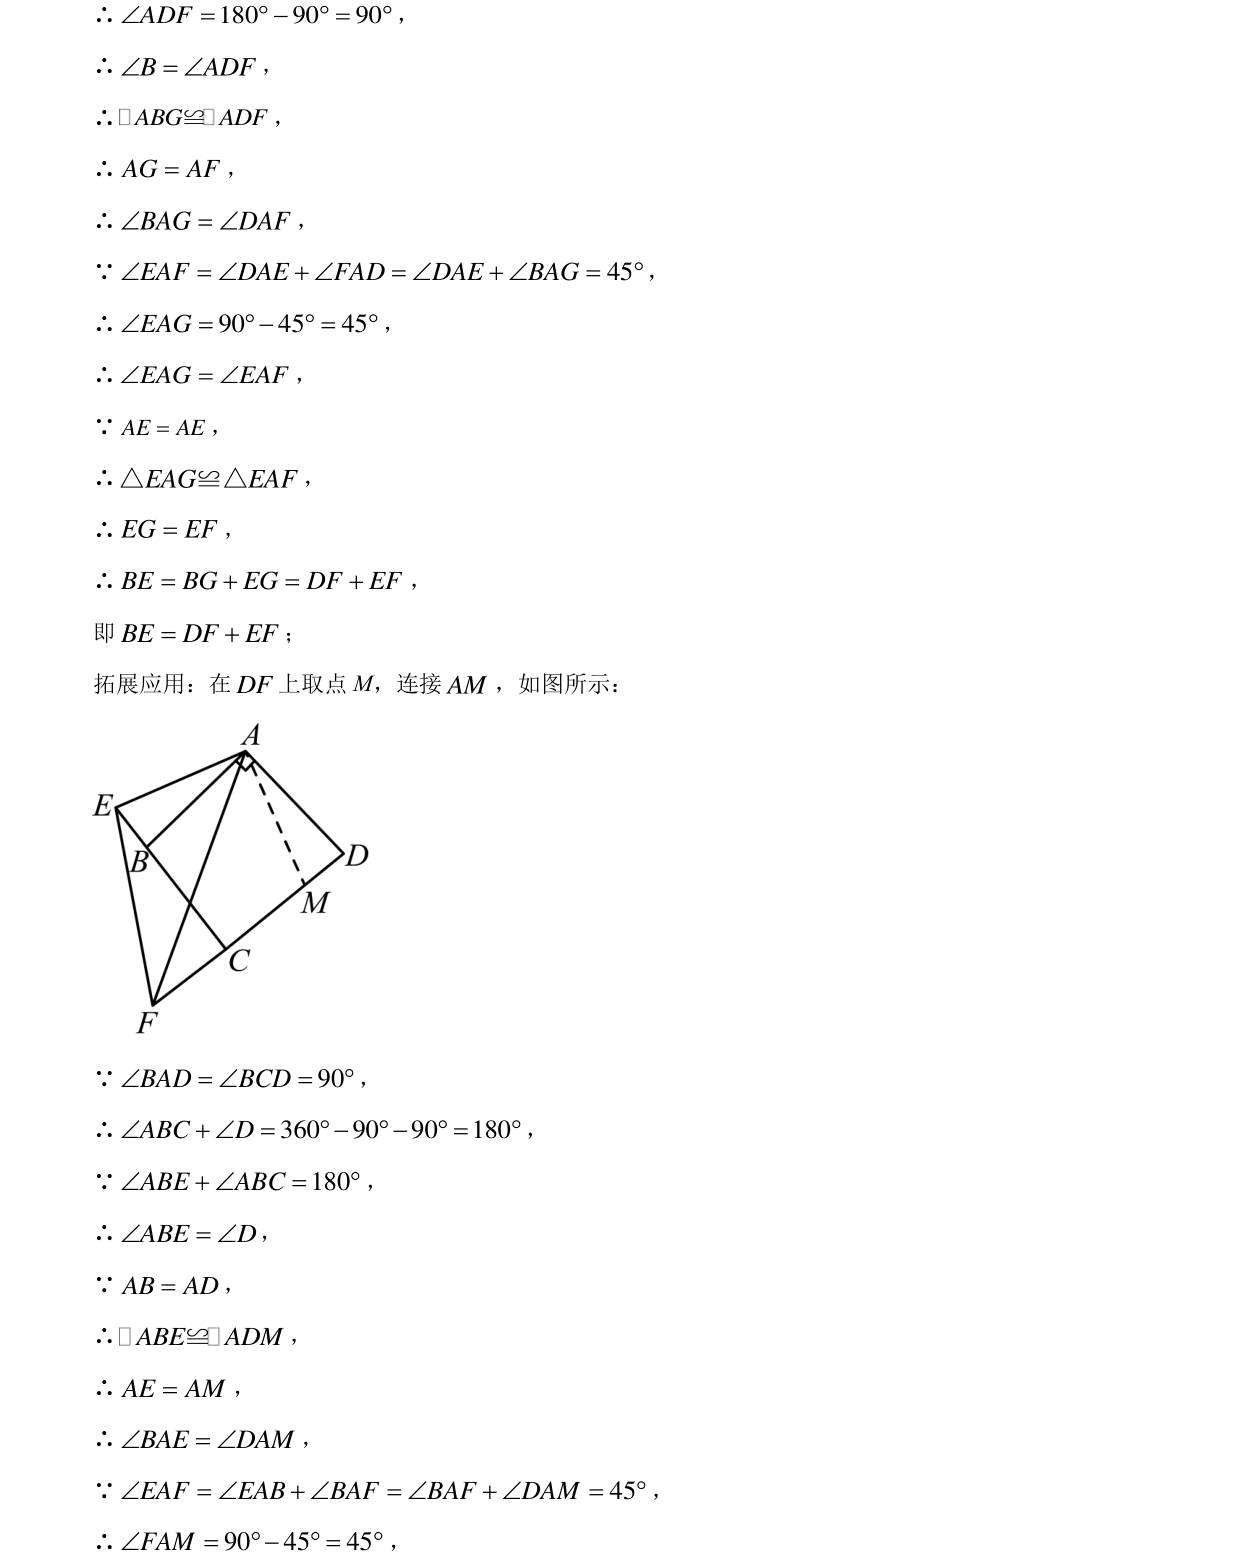 ∴ ∠ADF = 180° − 90° = 90°，
∴ ∠B = ∠ADF，
∴ □ABG≌□ADF，
∴ AG = AF，
∴ ∠BAG = ∠DAF，
∵ ∠EAF = ∠DAE + ∠FAD = ∠DAE + ∠BAG = 45°，
∴ ∠EAG = 90° − 45° = 45°，
∴ ∠EAG = ∠EAF，
∵ AE = AE，
∴ △EAG≌△EAF，
∴ EG = EF，
∴ BE = BG + EG = DF + EF，
即 BE = DF + EF；
拓展应用：在 DF 上取点 M，连接 AM，如图所示：
A
E
B
D
M
C
F
∵ ∠BAD = ∠BCD = 90°，
∴ ∠ABC + ∠D = 360° − 90° − 90° = 180°，
∵ ∠ABE + ∠ABC = 180°，
∴ ∠ABE = ∠D，
∵ AB = AD，
∴ □ABE≌□ADM，
∴ AE = AM，
∴ ∠BAE = ∠DAM，
∵ ∠EAF = ∠EAB + ∠BAF = ∠BAF + ∠DAM = 45°，
∴ ∠FAM = 90° − 45° = 45°，